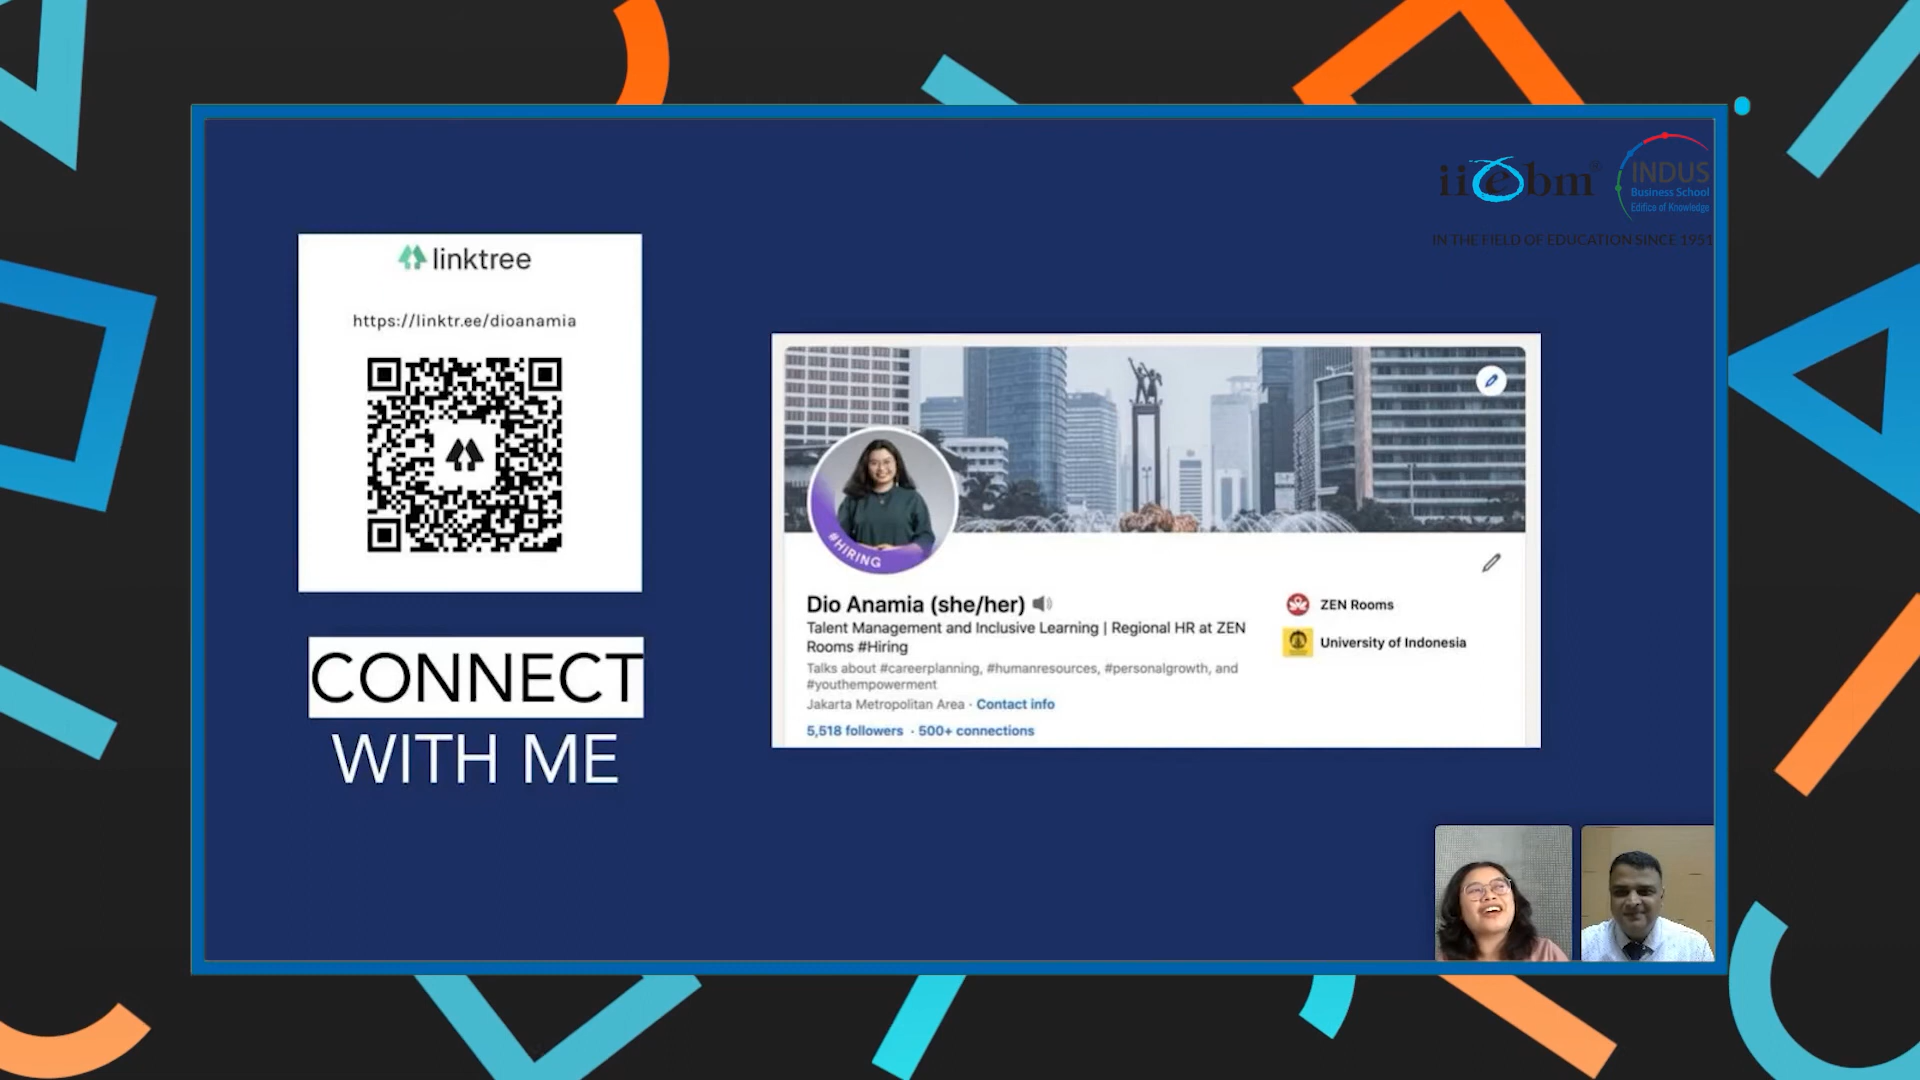 iiebm®
INDUS
Business School
Edifice of Knowledge
IN THE FIELD OF EDUCATION SINCE 1951
linktree
https://linktr.ee/dioanamia
CONNECT
WITH ME
#HIRING
Dio Anamia (she/her)
Talent Management and Inclusive Learning | Regional HR at ZEN
Rooms #Hiring
Talks about #careerplanning, #humanresources, #personalgrowth, and
#youthempowerment
Jakarta Metropolitan Area · Contact info
5,518 followers · 500+ connections
ZEN Rooms
University of Indonesia